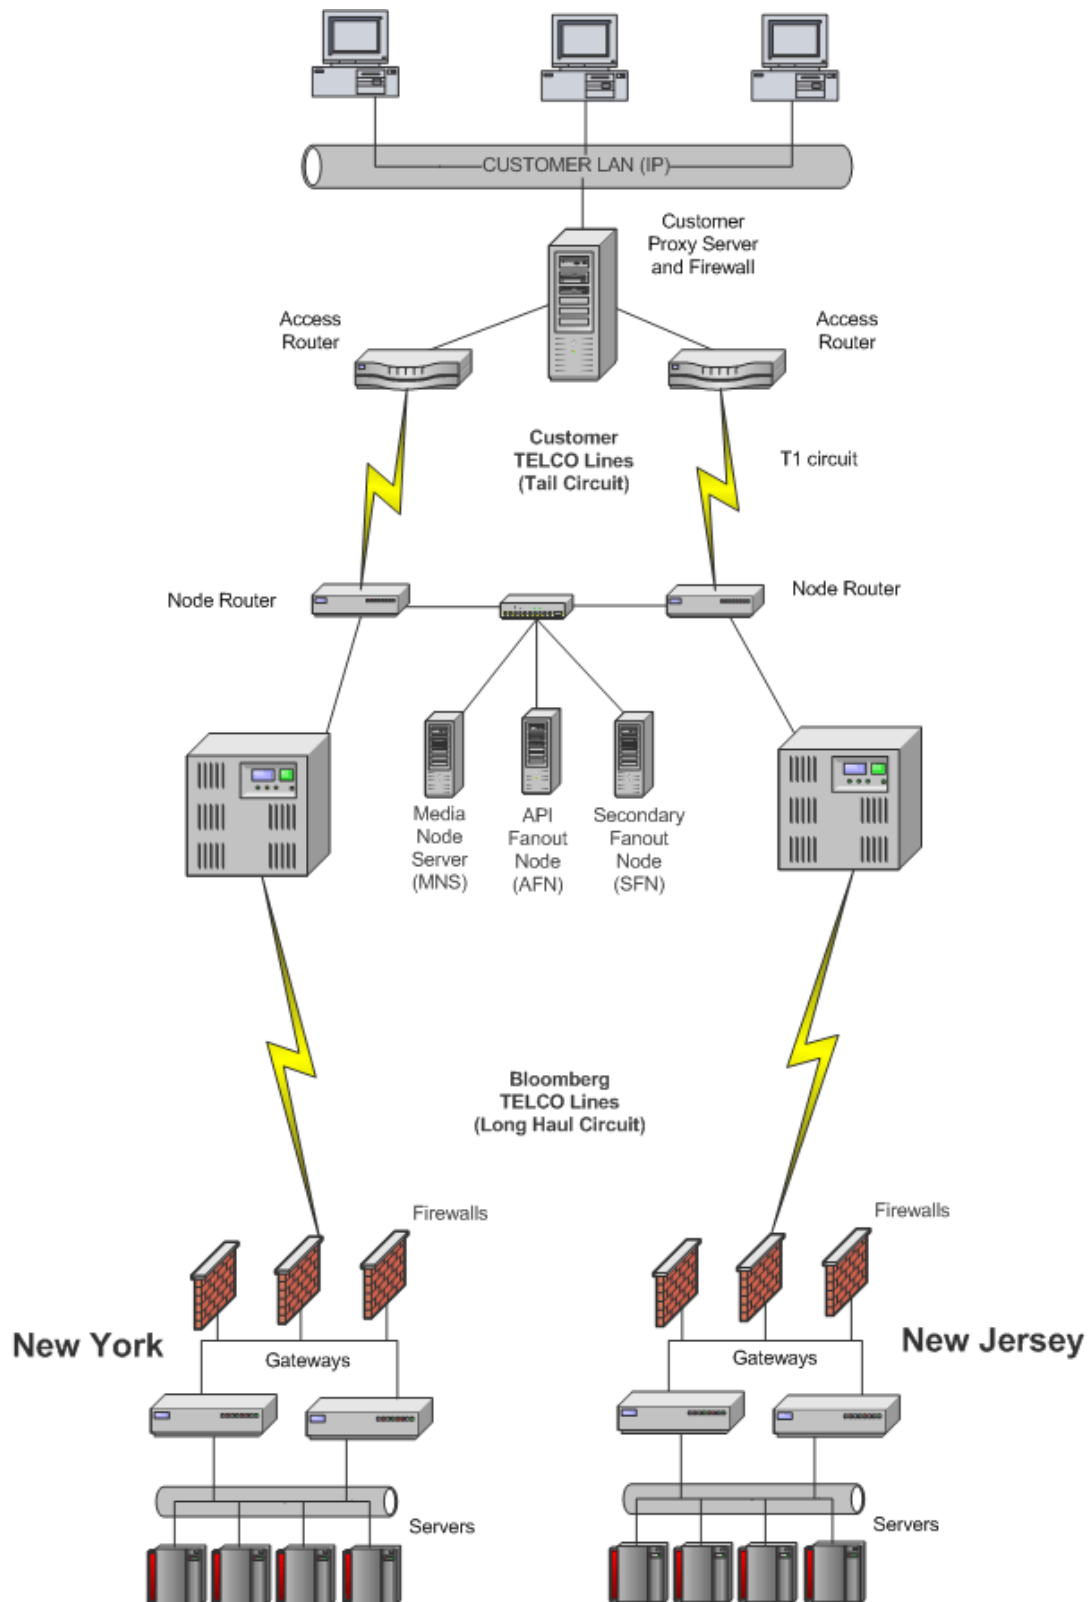 CUSTOMER LAN (IP)
Customer
Proxy Server
and Firewall
Access
Router
Access
Router
Customer
TELCO Lines
(Tail Circuit)
T1 circuit
Node Router
Node Router
Media
Node
Server
(MNS)
API
Fanout
Node
(AFN)
Secondary
Fanout
Node
(SFN)
Bloomberg
TELCO Lines
(Long Haul Circuit)
Firewalls
Firewalls
New York
New Jersey
Gateways
Gateways
Servers
Servers